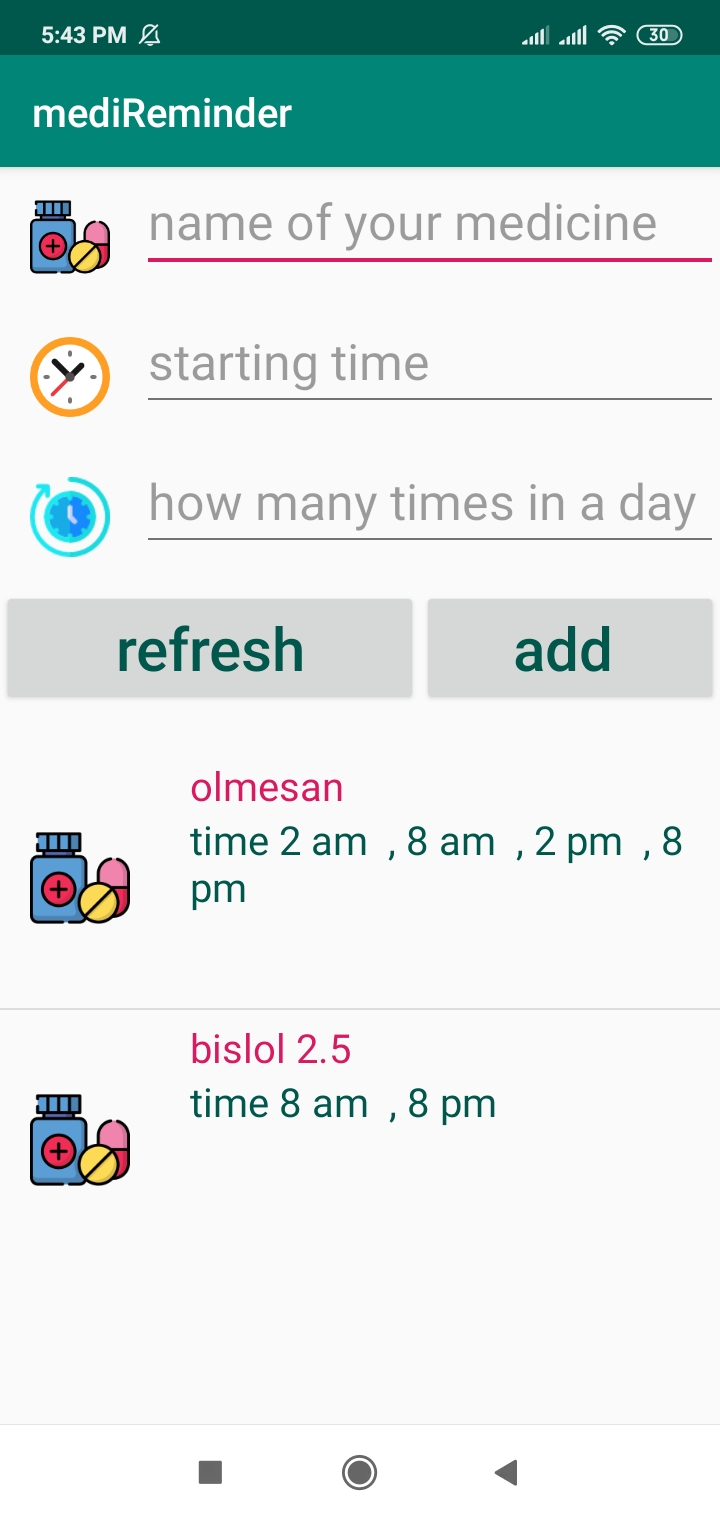 5:43 PM 30
mediReminder
name of your medicine
starting time
how many times in a day
refresh add
olmesan
time 2 am  , 8 am  , 2 pm  , 8
pm
bislol 2.5
time 8 am  , 8 pm